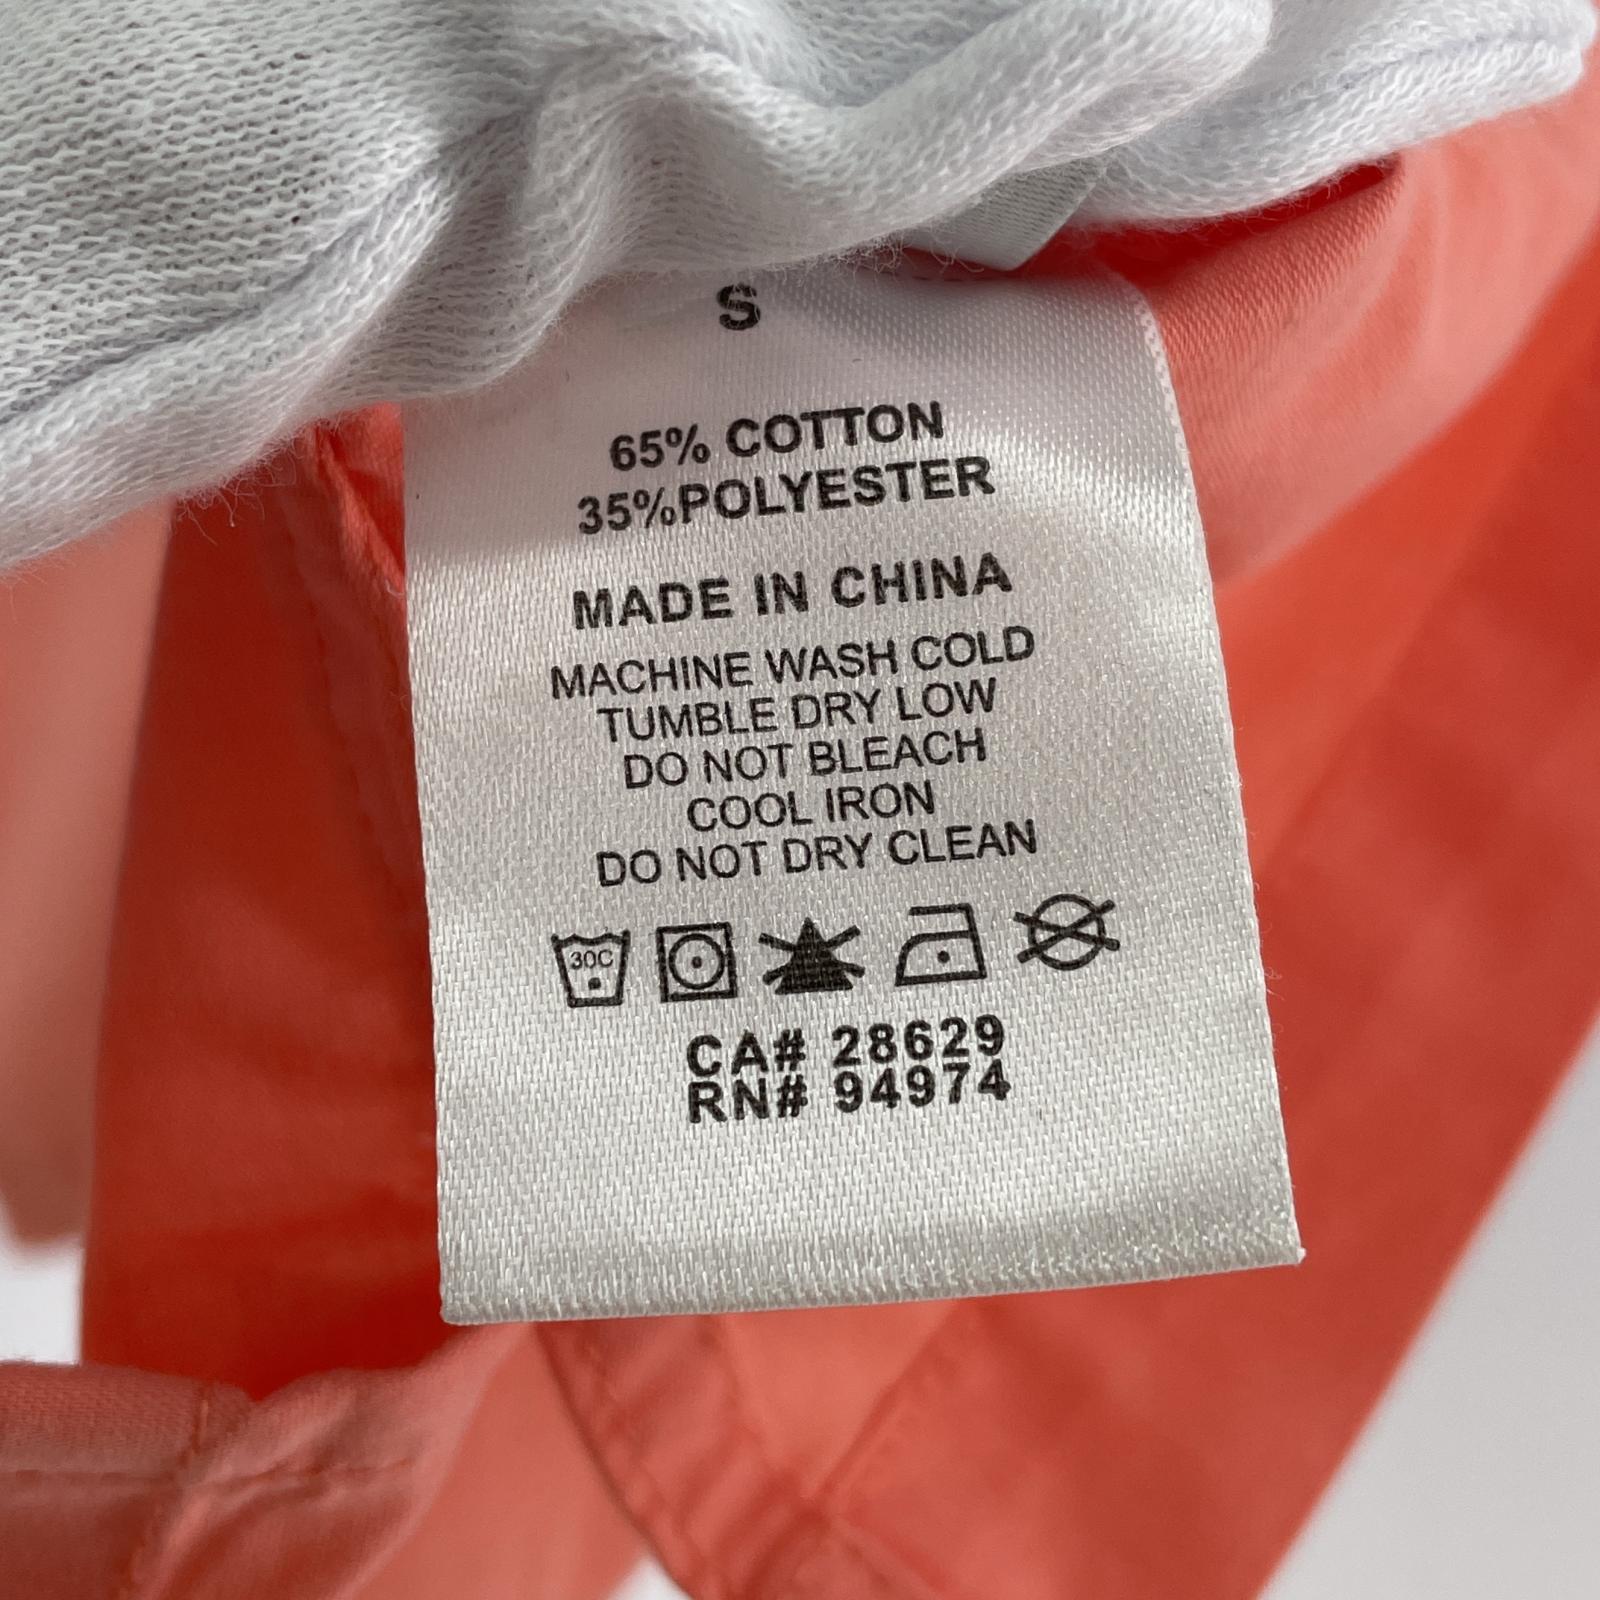 S
65% COTTON
35%POLYESTER
MADE IN CHINA
MACHINE WASH COLD
TUMBLE DRY LOW
DO NOT BLEACH
COOL IRON
DO NOT DRY CLEAN
30C
CA# 28629
RN# 94974